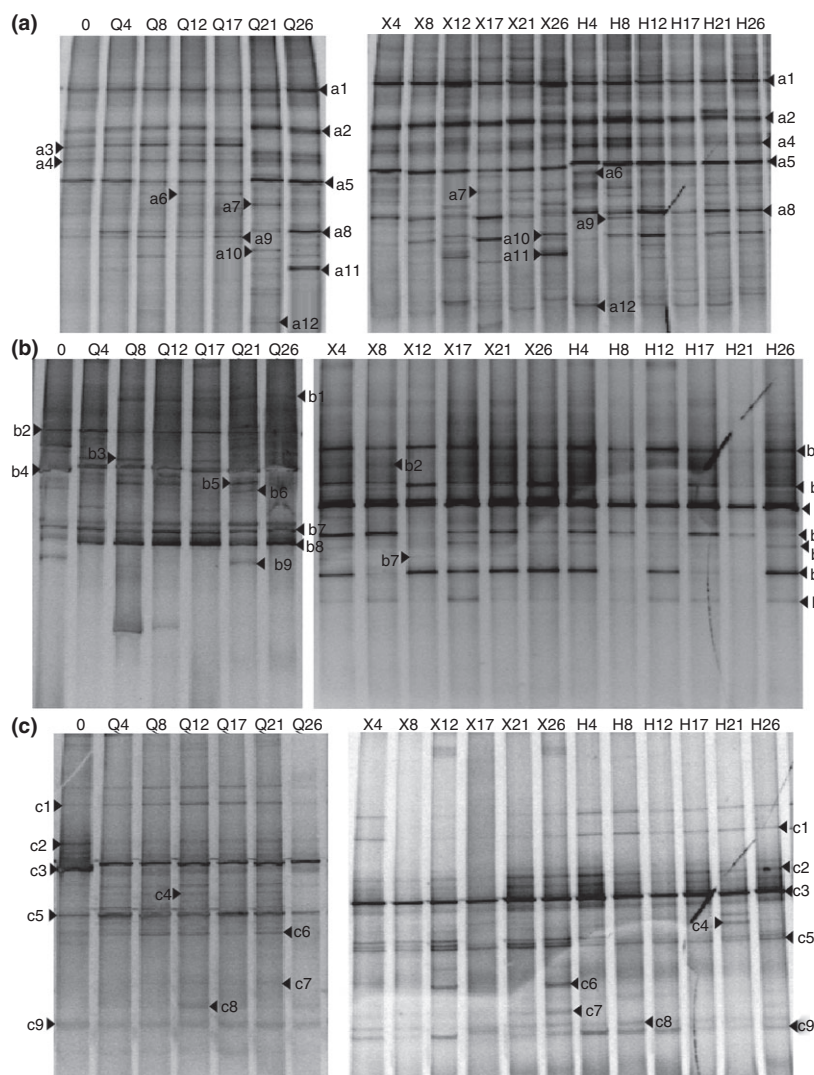 (a)
0 Q4 Q8 Q12 Q17 Q21 Q26
X4 X8 X12 X17 X21 X26 H4 H8 H12 H17 H21 H26
a1
a2
a3
a4
a5
a6
a7
a8
a9
a10
a11
a12
a1
a2
a4
a5
a6
a7
a8
a9
a10
a11
a12
(b)
0 Q4 Q8 Q12 Q17 Q21 Q26
X4 X8 X12 X17 X21 X26 H4 H8 H12 H17 H21 H26
b1
b2
b3
b4
b5
b6
b7
b8
b9
b2
b7
(c)
0 Q4 Q8 Q12 Q17 Q21 Q26
X4 X8 X12 X17 X21 X26 H4 H8 H12 H17 H21 H26
c1
c2
c3
c4
c5
c6
c7
c8
c9
c1
c2
c3
c4
c5
c6
c7
c8
c9